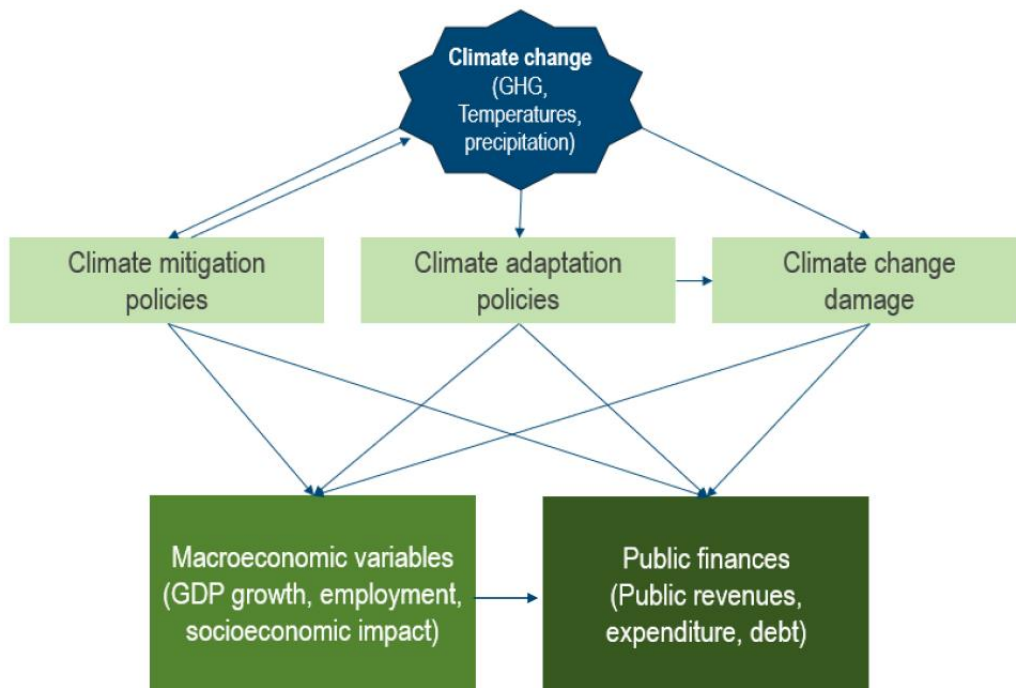 Climate change
(GHG,
Temperatures,
precipitation)
Climate mitigation
policies
Climate adaptation
policies
Climate change
damage
Macroeconomic variables
(GDP growth, employment,
socioeconomic impact)
Public finances
(Public revenues,
expenditure, debt)